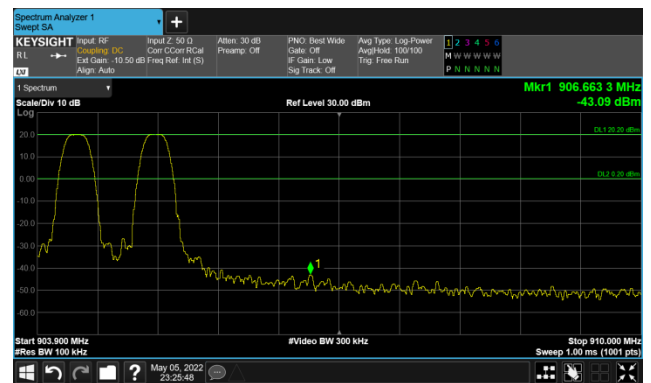 Spectrum Analyzer 1
Swept SA
KEYSIGHT Input: RF Input Z: 50 Ω Atten: 30 dB PNO: Best Wide Avg Type: Log-Power 1 2 3 4 5 6
RL Coupling: DC Corr CCorr RCal Preamp: Off Gate: Off Avg|Hold: 100/100 M W W W W W
Ext Gain: -10.50 dB Freq Ref: Int (S) IF Gain: Low Trig: Free Run
Align: Auto Sig Track: Off P N N N N N
1 Spectrum Mkr1 906.663 3 MHz
Scale/Div 10 dB Ref Level 30.00 dBm -43.09 dBm
Log
DL1 20.20 dBm
20.0
10.0
DL2 0.20 dBm
0.00
-10.0
-20.0
-30.0
1
-40.0
-50.0
-60.0
Start 903.900 MHz #Video BW 300 kHz Stop 910.000 MHz
#Res BW 100 kHz Sweep 1.00 ms (1001 pts)
? May 05, 2022
23:25:48